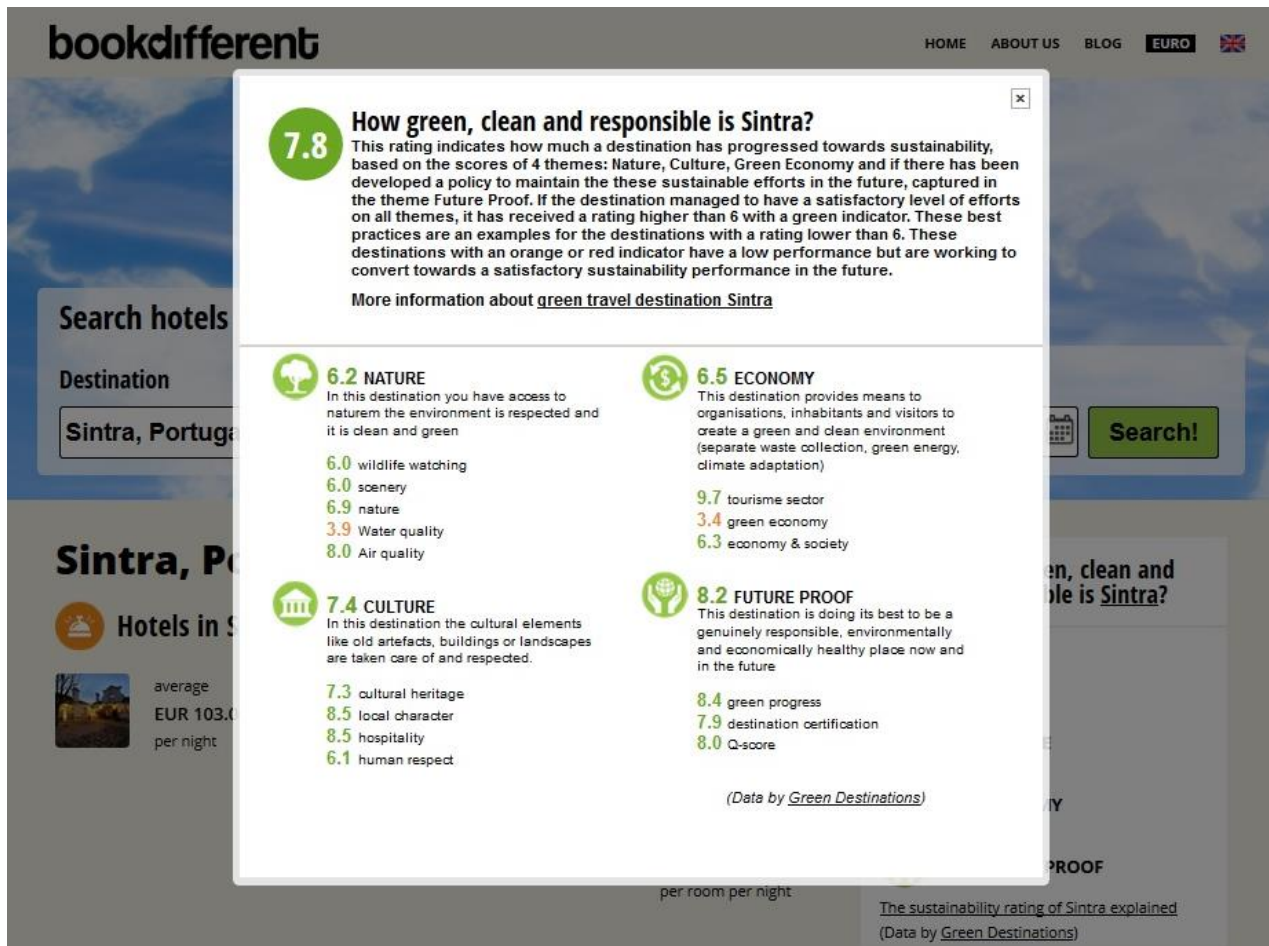 bookdifferent
HOME ABOUT US BLOG EURO
7.8
How green, clean and responsible is Sintra?
This rating indicates how much a destination has progressed towards sustainability,
based on the scores of 4 themes: Nature, Culture, Green Economy and if there has been
developed a policy to maintain the these sustainable efforts in the future, captured in
the theme Future Proof. If the destination managed to have a satisfactory level of efforts
on all themes, it has received a rating higher than 6 with a green indicator. These best
practices are an examples for the destinations with a rating lower than 6. These
destinations with an orange or red indicator have a low performance but are working to
convert towards a satisfactory sustainability performance in the future.
More information about green travel destination Sintra
Search hotels
Destination
Sintra, Portuga
Search!
6.2 NATURE
In this destination you have access to
naturem the environment is respected and
it is clean and green
6.0 wildlife watching
6.0 scenery
6.9 nature
3.9 Water quality
8.0 Air quality
6.5 ECONOMY
This destination provides means to
organisations, inhabitants and visitors to
create a green and clean environment
(separate waste collection, green energy,
climate adaptation)
9.7 tourisme sector
3.4 green economy
6.3 economy & society
7.4 CULTURE
In this destination the cultural elements
like old artefacts, buildings or landscapes
are taken care of and respected.
7.3 cultural heritage
8.5 local character
8.5 hospitality
6.1 human respect
8.2 FUTURE PROOF
This destination is doing its best to be a
genuinely responsible, environmentally
and economically healthy place now and
in the future
8.4 green progress
7.9 destination certification
8.0 Q-score
(Data by Green Destinations)
Sintra, P
Hotels in S
average
EUR 103.0
per night
en, clean and
ble is Sintra?
MY
PROOF
per room per night
The sustainability rating of Sintra explained
(Data by Green Destinations)